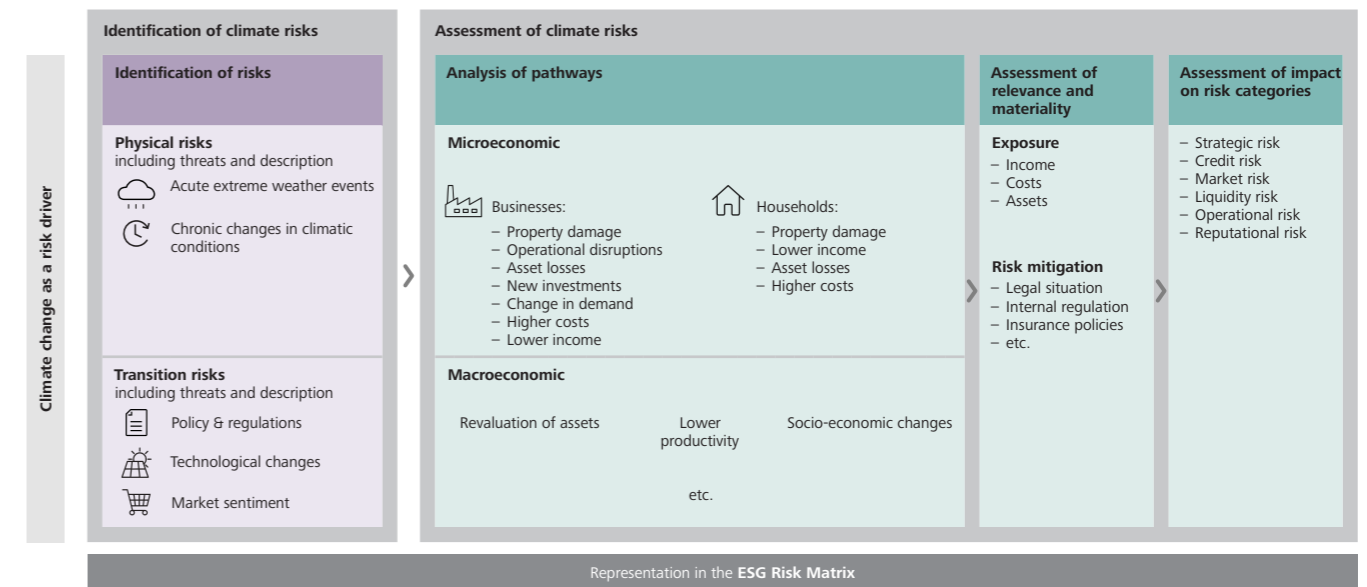 Climate change as a risk driver
Identification of climate risks
Identification of risks
Physical risks
including threats and description
Acute extreme weather events
Chronic changes in climatic
conditions
Transition risks
including threats and description
Policy & regulations
Technological changes
Market sentiment
Assessment of climate risks
Analysis of pathways
Microeconomic
Businesses:
– Property damage
– Operational disruptions
– Asset losses
– New investments
– Change in demand
– Higher costs
– Lower income
Households:
– Property damage
– Lower income
– Asset losses
– Higher costs
Macroeconomic
Revaluation of assets
Lower
productivity
Socio-economic changes
etc.
Assessment of
relevance and
materiality
Exposure
– Income
– Costs
– Assets
Risk mitigation
– Legal situation
– Internal regulation
– Insurance policies
– etc.
Assessment of impact
on risk categories
– Strategic risk
– Credit risk
– Market risk
– Liquidity risk
– Operational risk
– Reputational risk
Representation in the ESG Risk Matrix